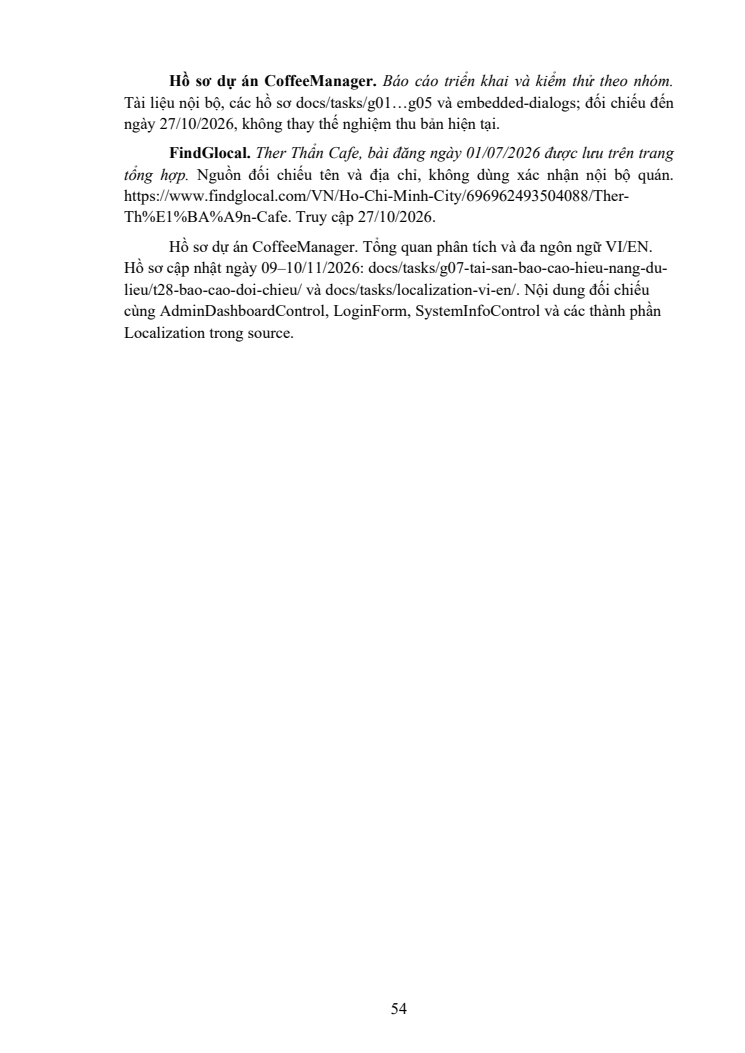 Hồ sơ dự án CoffeeManager. Báo cáo triển khai và kiểm thử theo nhóm.
Tài liệu nội bộ, các hồ sơ docs/tasks/g01…g05 và embedded-dialogs; đối chiếu đến
ngày 27/10/2026, không thay thế nghiệm thu bản hiện tại.
FindGlocal. Ther Thẩn Cafe, bài đăng ngày 01/07/2026 được lưu trên trang
tổng hợp. Nguồn đối chiếu tên và địa chỉ, không dùng xác nhận nội bộ quán.
https://www.findglocal.com/VN/Ho-Chi-Minh-City/696962493504088/Ther-
Th%E1%BA%A9n-Cafe. Truy cập 27/10/2026.
Hồ sơ dự án CoffeeManager. Tổng quan phân tích và đa ngôn ngữ VI/EN.
Hồ sơ cập nhật ngày 09–10/11/2026: docs/tasks/g07-tai-san-bao-cao-hieu-nang-du-
lieu/t28-bao-cao-doi-chieu/ và docs/tasks/localization-vi-en/. Nội dung đối chiếu
cùng AdminDashboardControl, LoginForm, SystemInfoControl và các thành phần
Localization trong source.
54